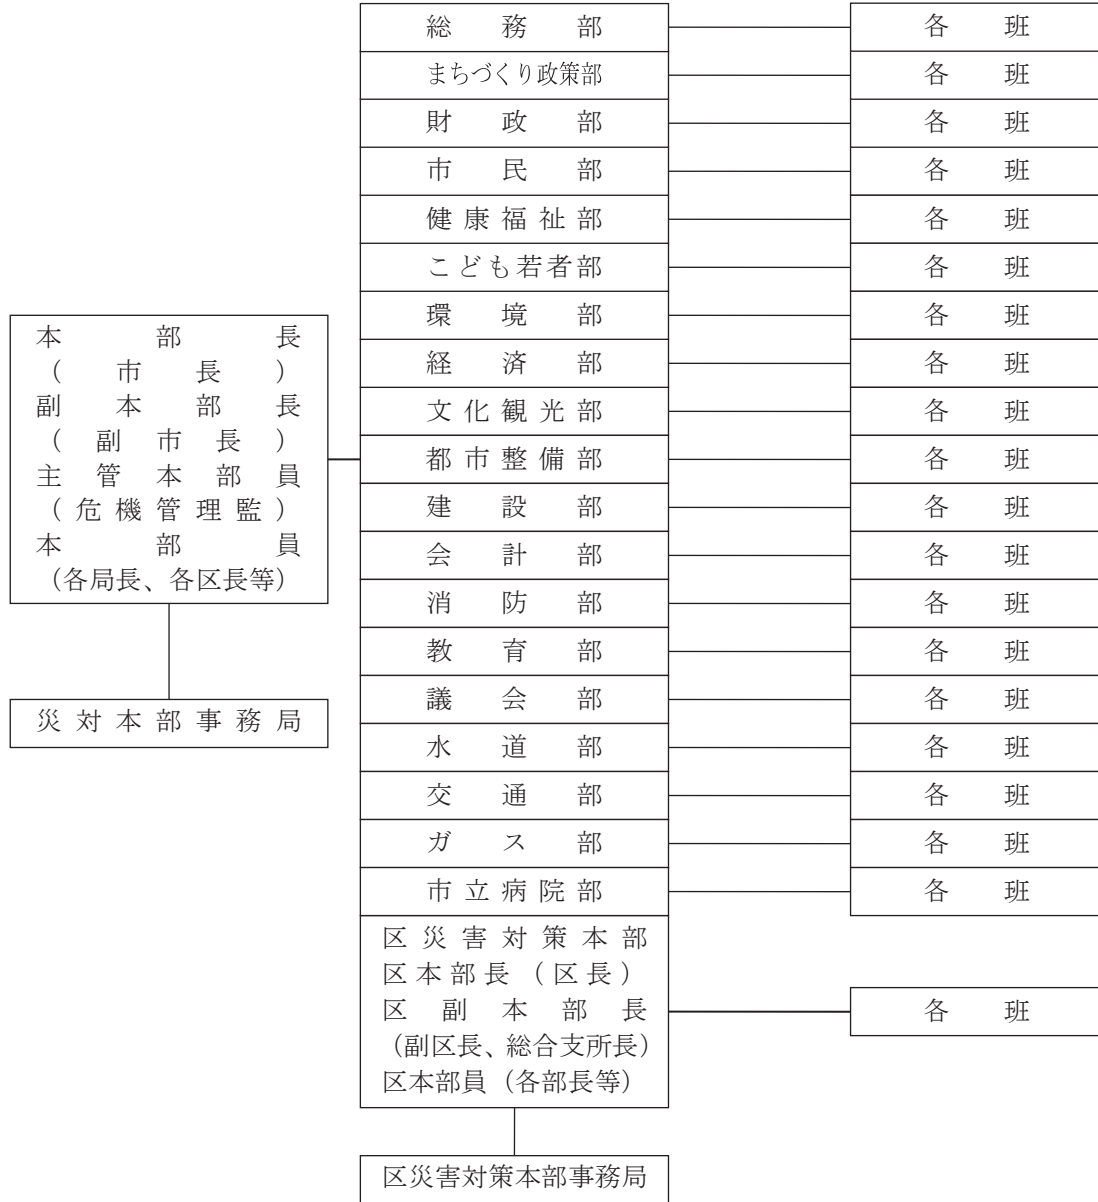 本部長
（市長）
副本部長
（副市長）
主管本部員
（危機管理監）
本部員
（各局長、各区長等）
災対本部事務局
総務部
各班
まちづくり政策部
各班
財政部
各班
市民部
各班
健康福祉部
各班
こども若者部
各班
環境部
各班
経済部
各班
文化観光部
各班
都市整備部
各班
建設部
各班
会計部
各班
消防部
各班
教育部
各班
議会部
各班
水道部
各班
交通部
各班
ガス部
各班
市立病院部
各班
区災害対策本部
区本部長（区長）
区副本部長
（副区長、総合支所長）
区本部員（各部長等）
各班
区災害対策本部事務局